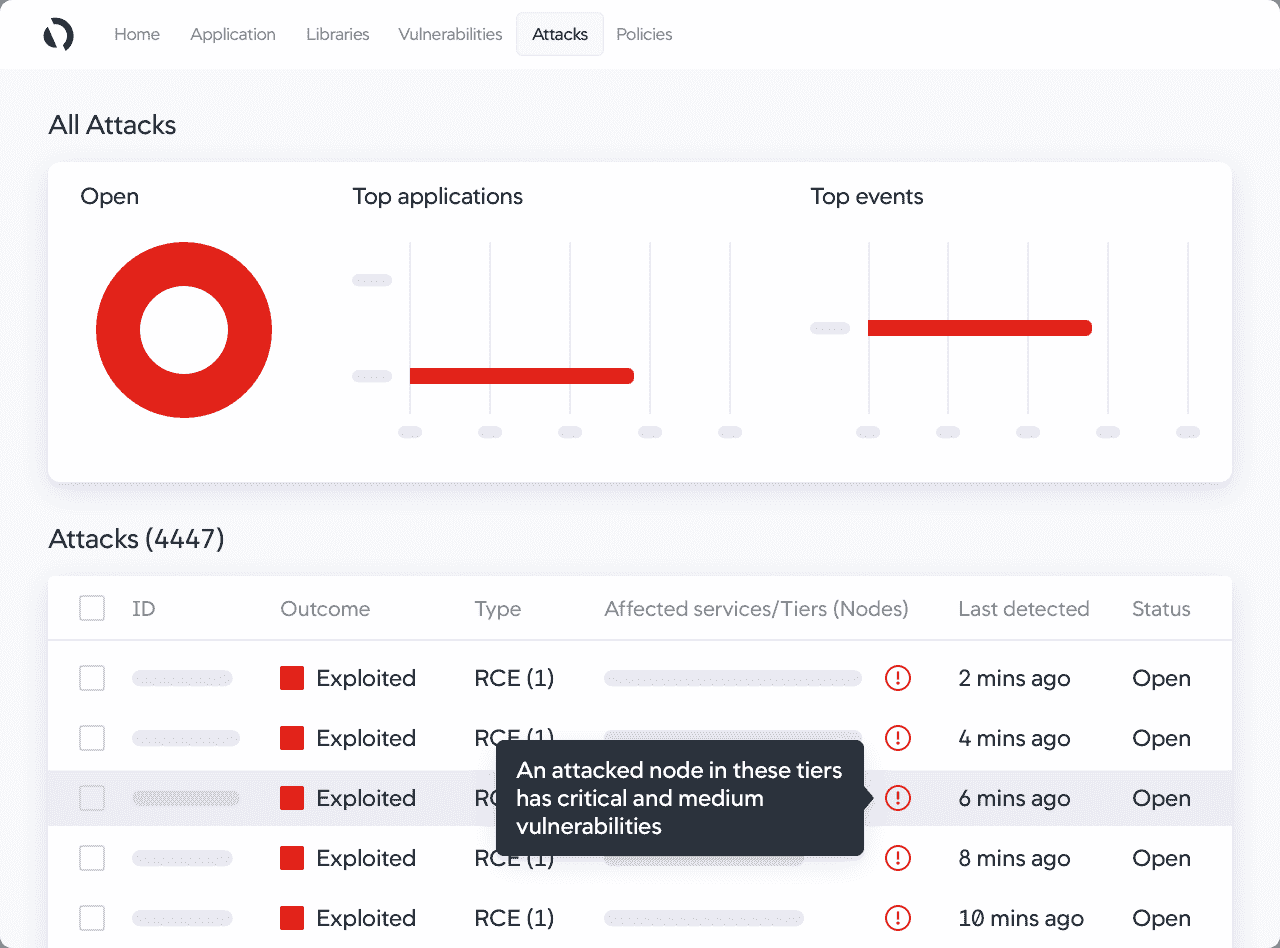 Home Application Libraries Vulnerabilities Attacks Policies
All Attacks
Open
Top applications
Top events
Attacks (4447)
ID Outcome Type Affected services/Tiers (Nodes) Last detected Status
Exploited RCE (1) 2 mins ago Open
Exploited RCE (1) 4 mins ago Open
An attacked node in these tiers
has critical and medium
vulnerabilities
Exploited 6 mins ago Open
Exploited RCE (1) 8 mins ago Open
Exploited RCE (1) 10 mins ago Open